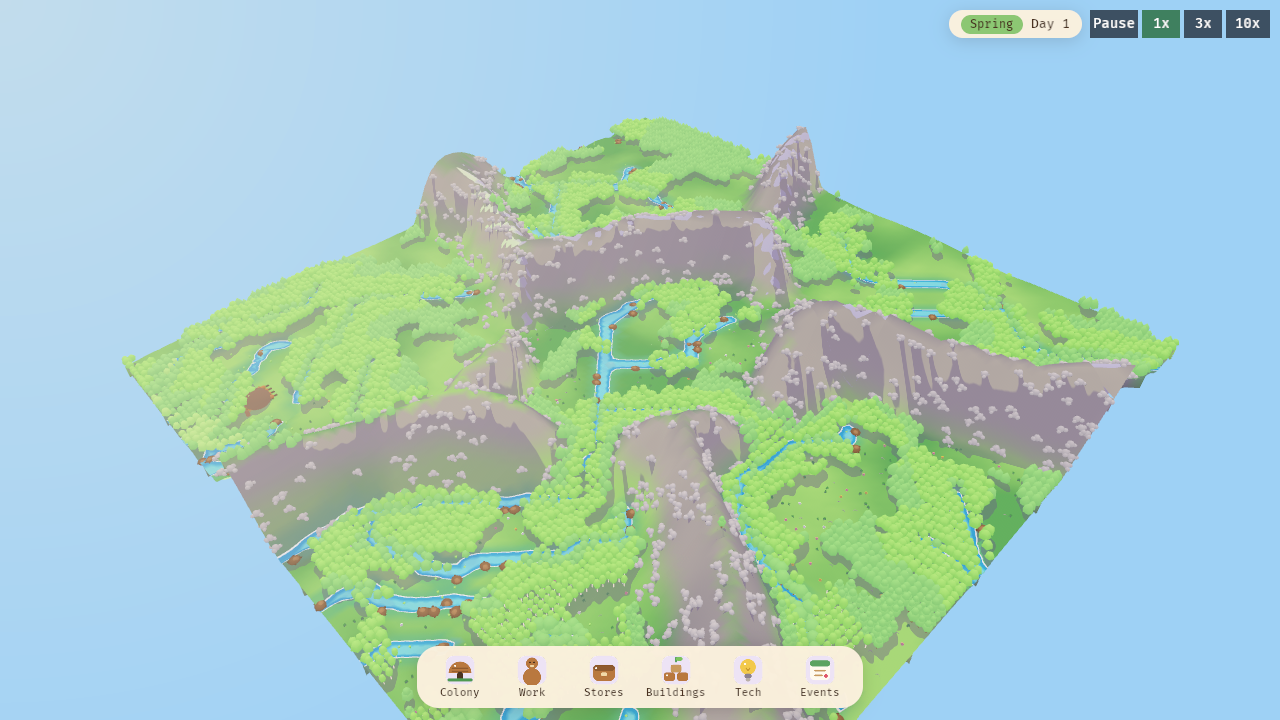 Spring Day 1 Pause 1x 3x 10x
Colony Work Stores Buildings Tech Events